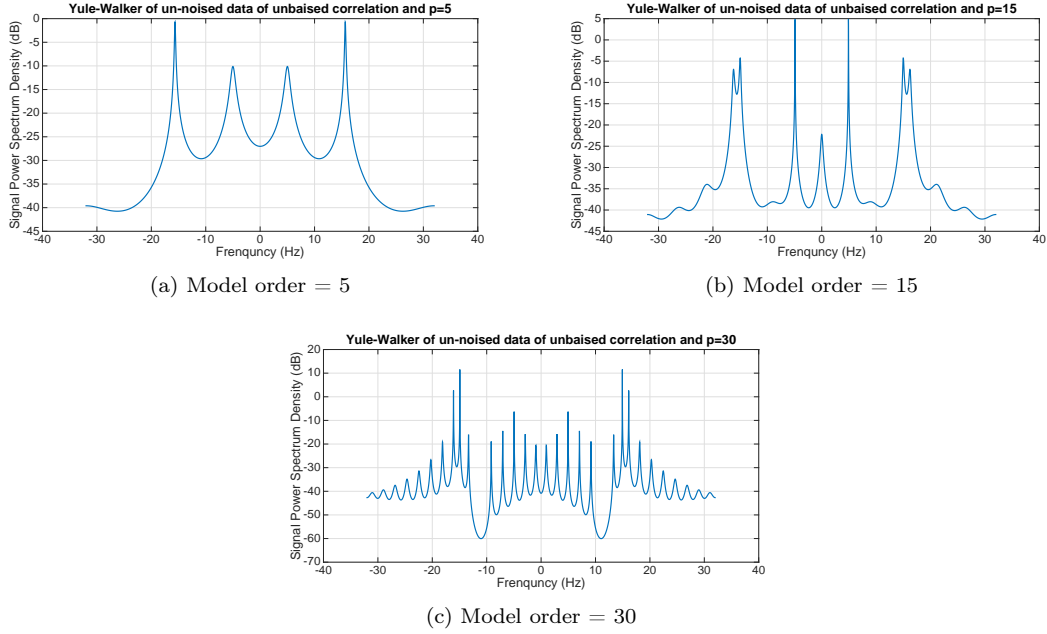 Yule-Walker of un-noised data of unbaised correlation and p=5
Signal Power Spectrum Density (dB)
0
-5
-10
-15
-20
-25
-30
-35
-40
-45
-40 -30 -20 -10 0 10 20 30 40
Frenquncy (Hz)
(a) Model order = 5
Yule-Walker of un-noised data of unbaised correlation and p=15
Signal Power Spectrum Density (dB)
5
0
-5
-10
-15
-20
-25
-30
-35
-40
-45
-40 -30 -20 -10 0 10 20 30 40
Frenquncy (Hz)
(b) Model order = 15
Yule-Walker of un-noised data of unbaised correlation and p=30
Signal Power Spectrum Density (dB)
20
10
0
-10
-20
-30
-40
-50
-60
-70
-40 -30 -20 -10 0 10 20 30 40
Frenquncy (Hz)
(c) Model order = 30